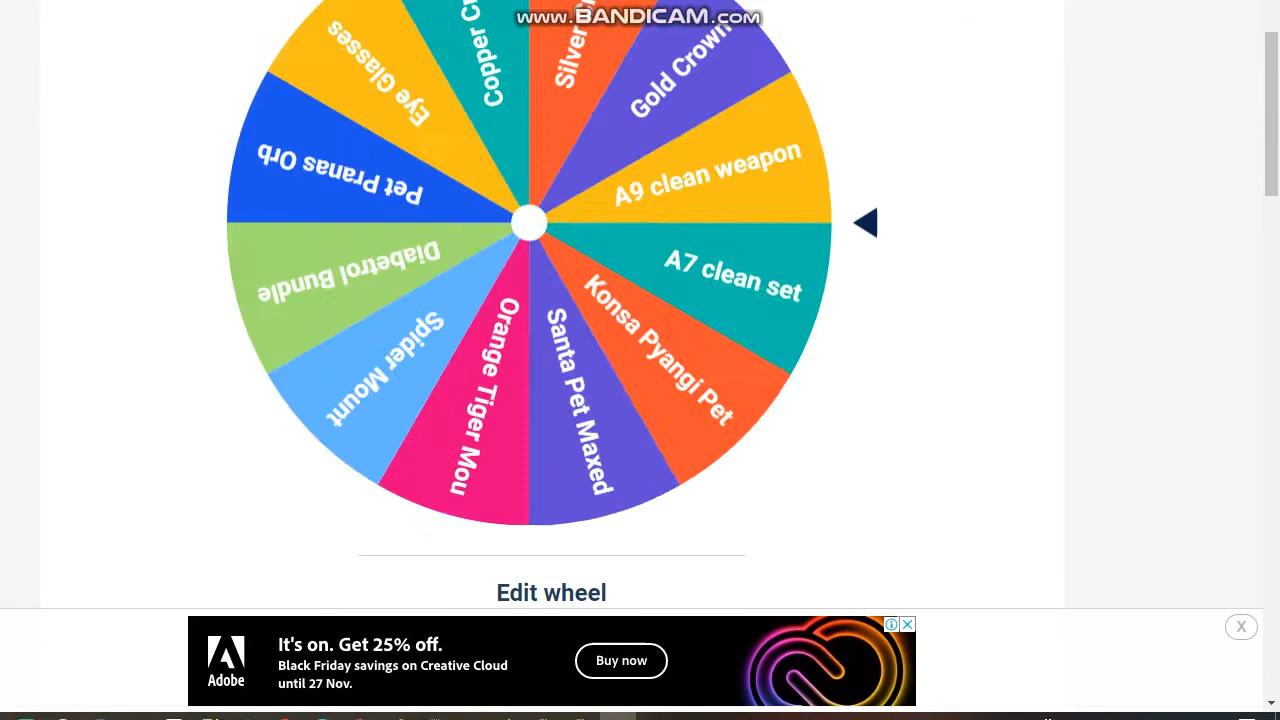 www.BANDICAM.com
Eye Glasses
Copper
Silver
Gold Crown
Pet Pranas Orb
A9 clean weapon
Diabetrol Bundle
A7 clean set
Spider Mount
Orange Tiger Mou
Santa Pet Maxed
Konsa Pyangi Pet
Edit wheel
X
Adobe
It's on. Get 25% off.
Black Friday savings on Creative Cloud
until 27 Nov.
Buy now